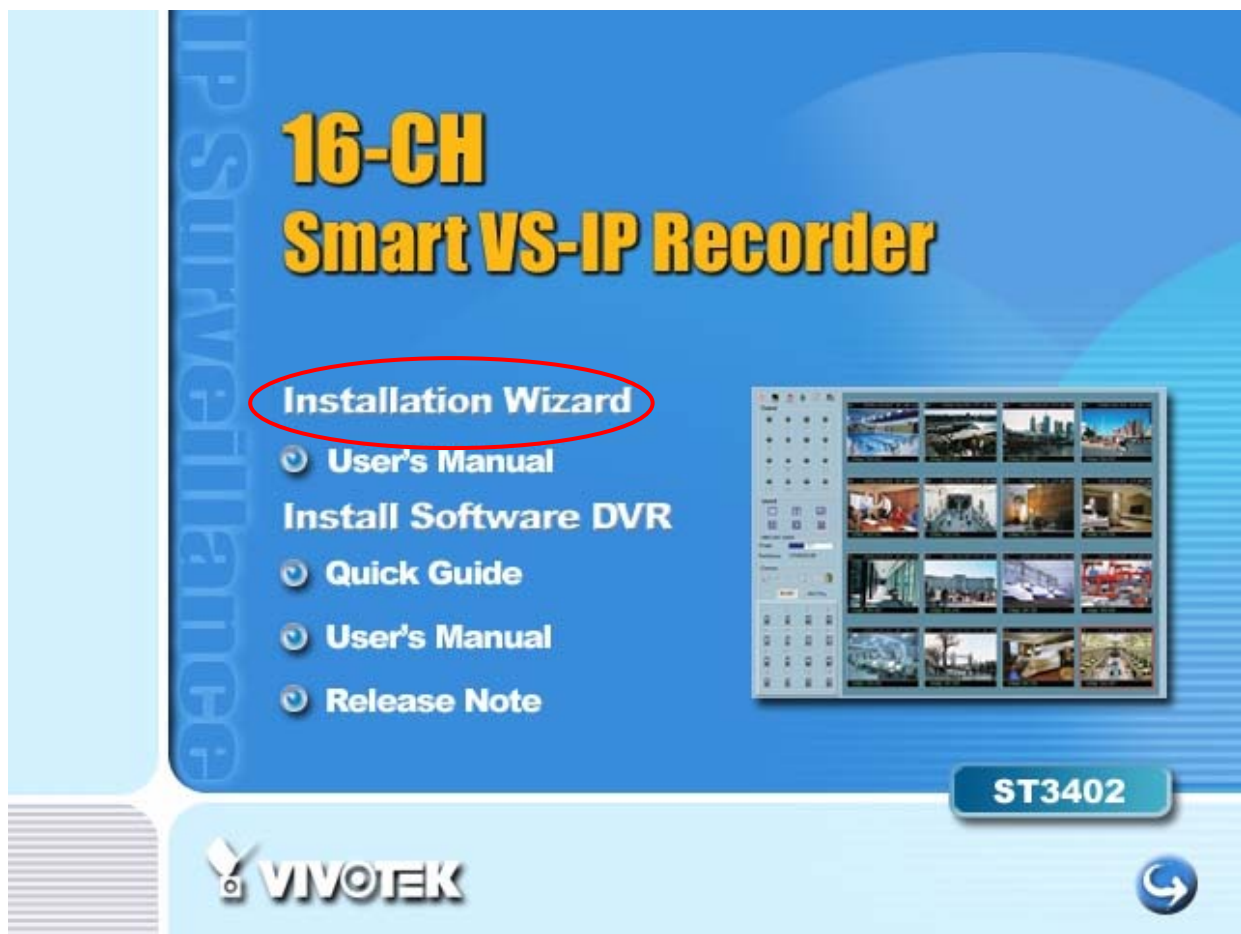 IP Surveillance
16-CH
Smart VS-IP Recorder
Installation Wizard
User's Manual
Install Software DVR
Quick Guide
User's Manual
Release Note
ST3402
VIVOTEK